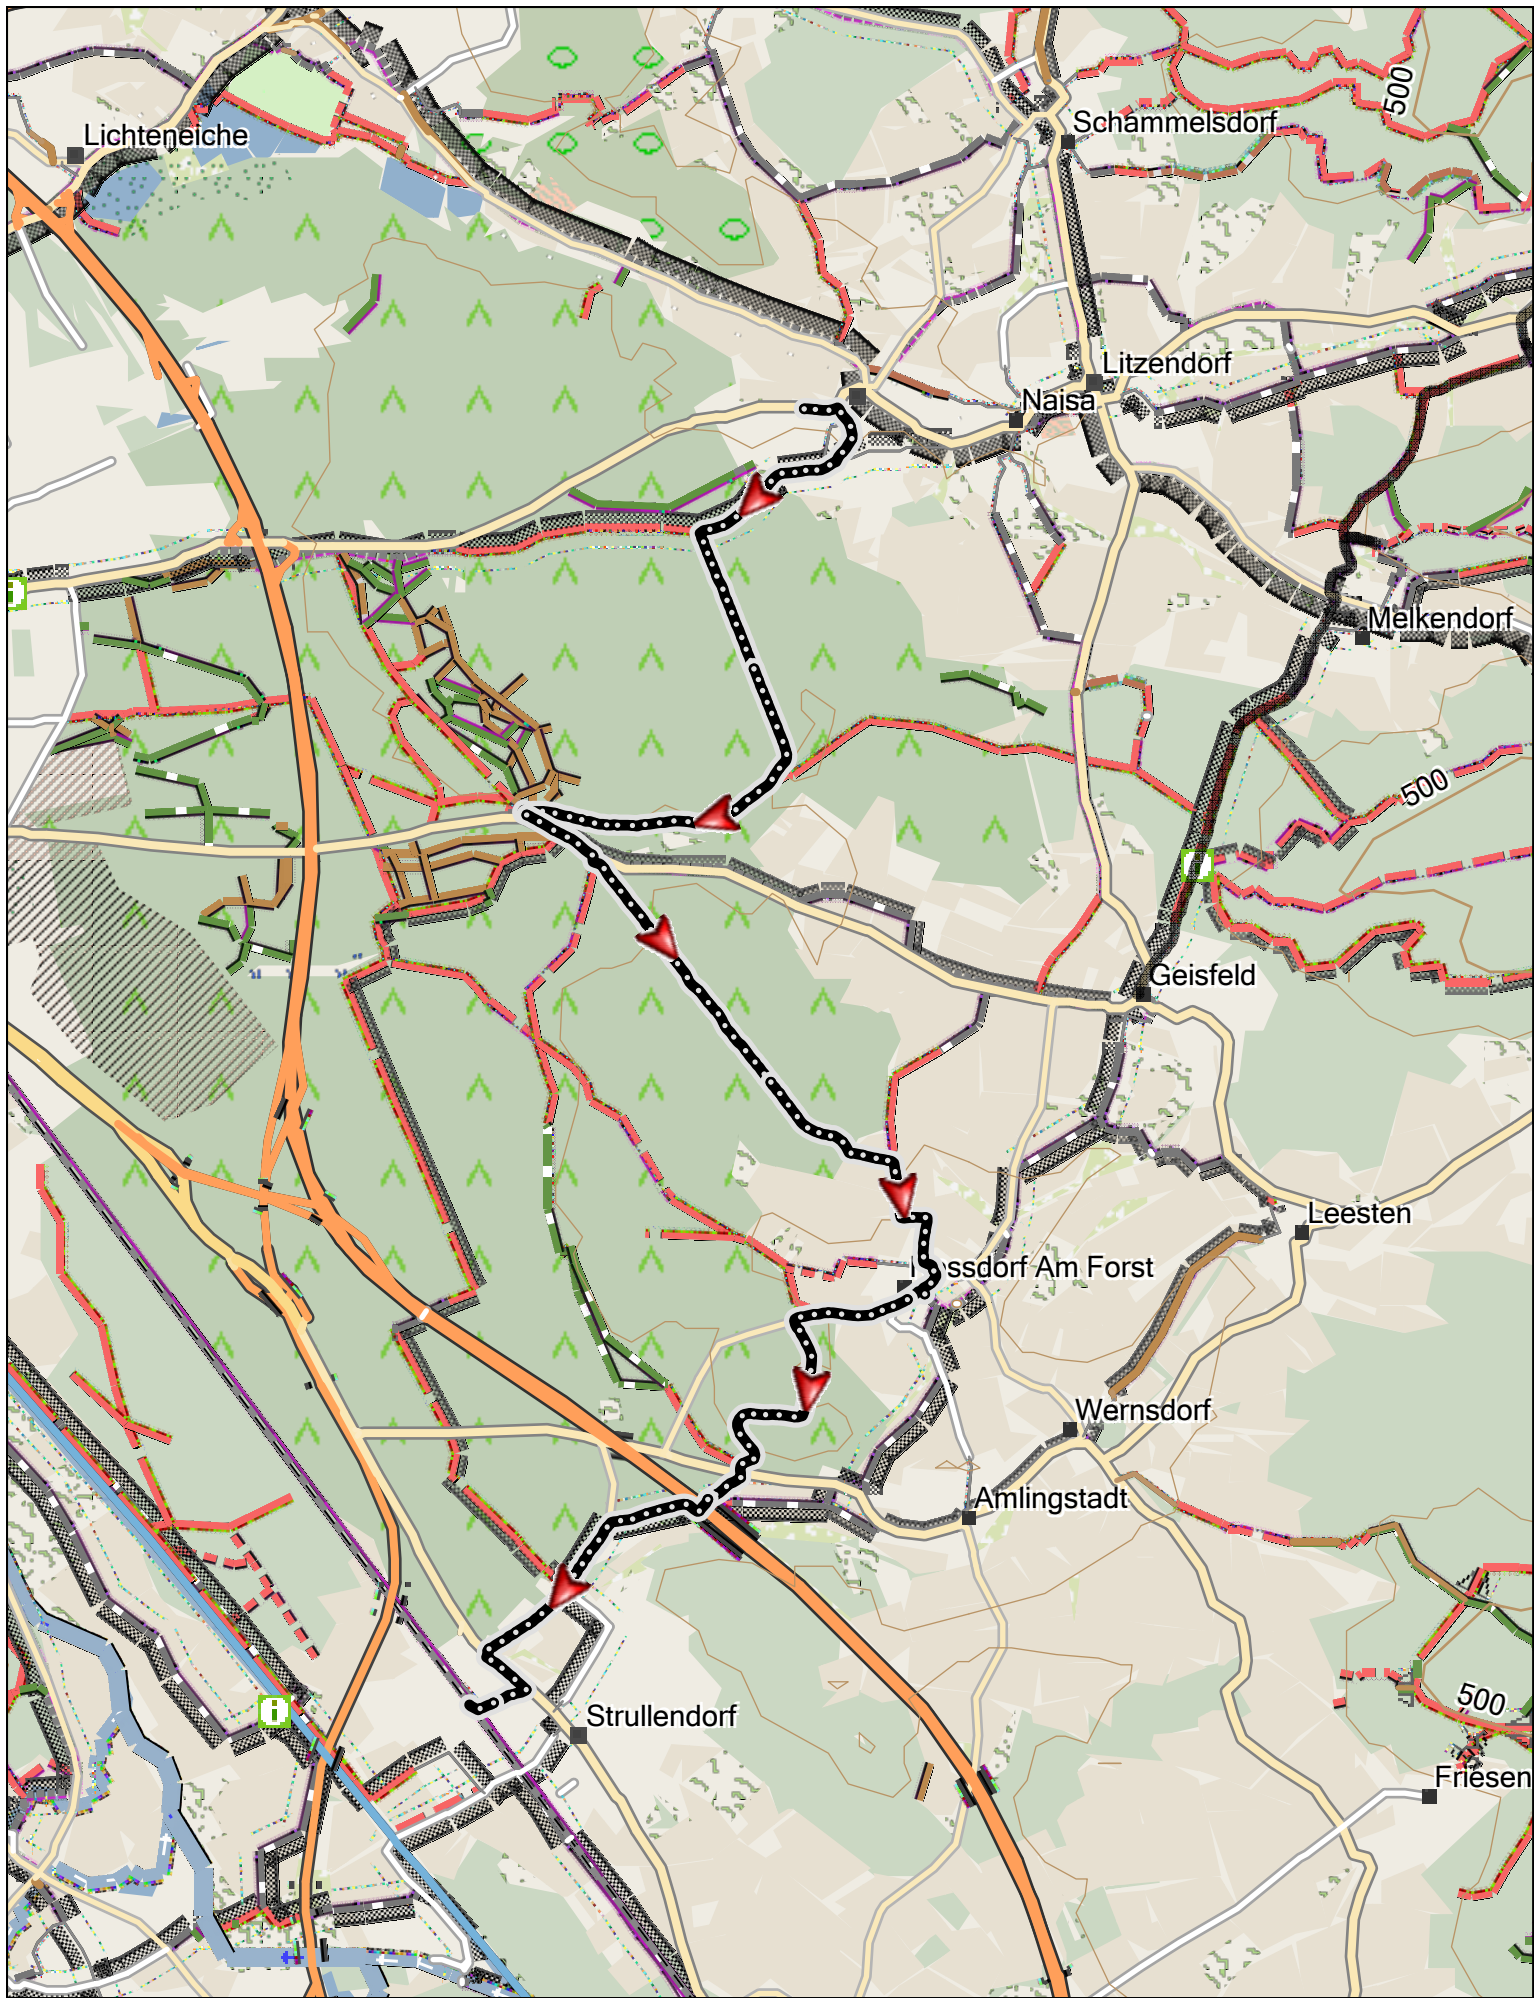 500
Schammelsdorf
Lichteneiche
Litzendorf
Naisa
Melkendorf
500
Geisfeld
Leesten
ssdorf Am Forst
Wernsdorf
Amlingstadt
500
Strullendorf
Friesen